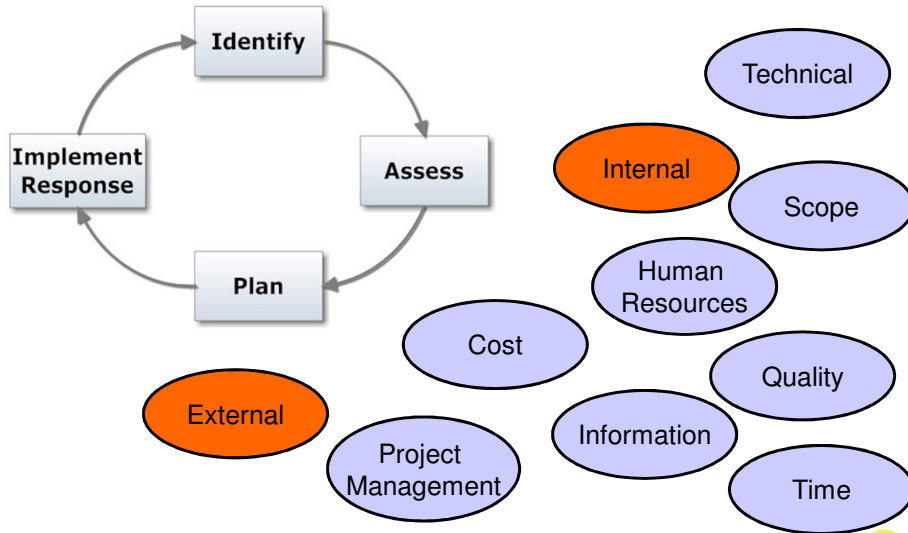 Identify
Implement
Response
Assess
Plan
Technical
Internal
Scope
Human
Resources
Cost
Quality
External
Information
Project
Management
Time